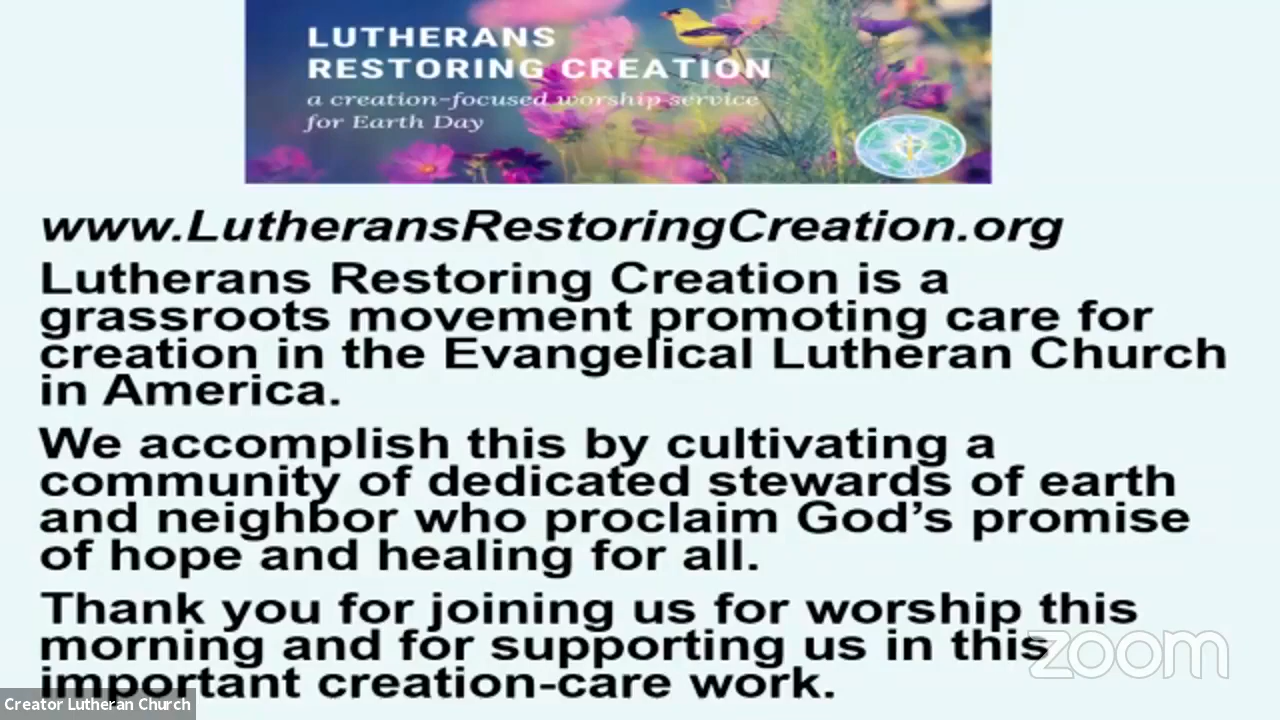 LUTHERANS
RESTORING CREATION
a creation-focused worship service
for Earth Day
www.LutheransRestoringCreation.org
Lutherans Restoring Creation is a
grassroots movement promoting care for
creation in the Evangelical Lutheran Church
in America.
We accomplish this by cultivating a
community of dedicated stewards of earth
and neighbor who proclaim God’s promise
of hope and healing for all.
Thank you for joining us for worship this
morning and for supporting us in this
important creation-care work.
zoom
Creator Lutheran Church